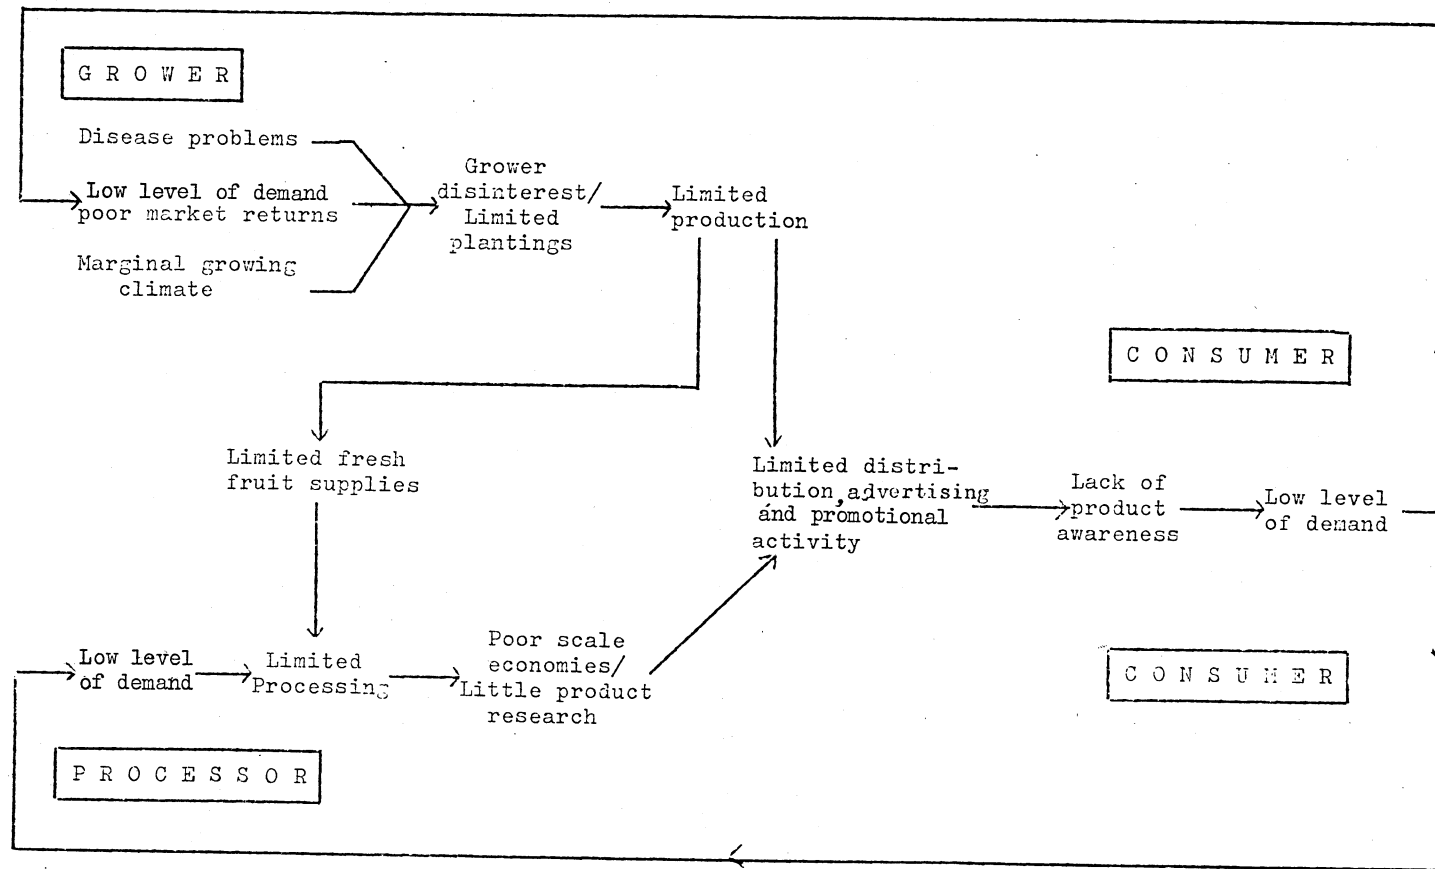 G R O W E R
Disease problems
Low level of demand
poor market returns
Marginal growing
climate
Grower
disinterest/
Limited
plantings
Limited
production
C O N S U M E R
Limited fresh
fruit supplies
Limited distri-
bution, advertising
and promotional
activity
Lack of
product
awareness
Low level
of demand
Low level
of demand
Limited
Processing
Poor scale
economies/
Little product
research
C O N S U M E R
P R O C E S S O R